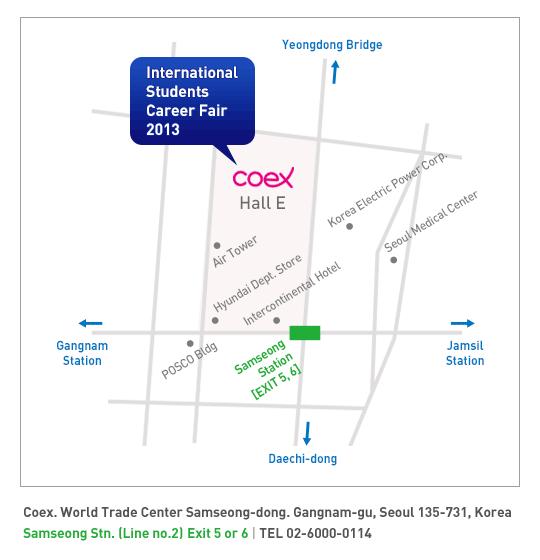 Yeongdong Bridge
International
Students
Career Fair
2013
coex
Hall E
Korea Electric Power Corp.
Seoul Medical Center
Air Tower
Hyundai Dept. Store
Intercontinental Hotel
Gangnam
Station
POSCO Bldg
Samseong
Station
[EXIT 5, 6]
Jamsil
Station
Daechi-dong
Coex. World Trade Center Samseong-dong. Gangnam-gu, Seoul 135-731, Korea
Samseong Stn. (Line no.2) Exit 5 or 6 | TEL 02-6000-0114